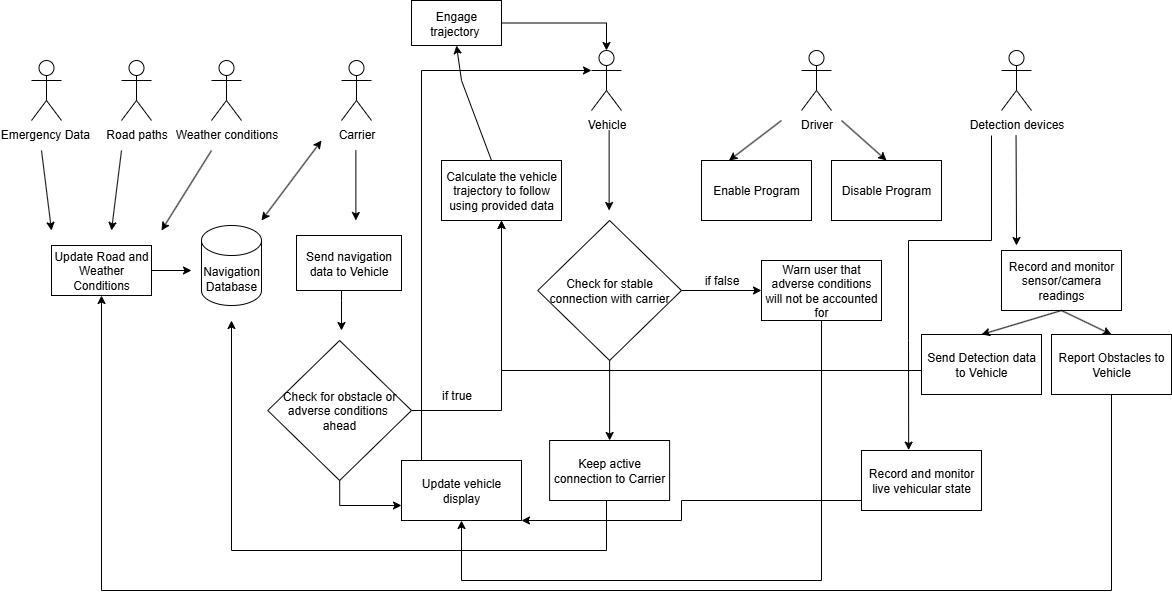 Engage
trajectory
Emergency Data
Road paths
Weather conditions
Carrier
Vehicle
Driver
Detection devices
Calculate the vehicle
trajectory to follow
using provided data
Enable Program
Disable Program
Update Road and
Weather
Conditions
Navigation
Database
Send navigation
data to Vehicle
Check for stable
connection with carrier
if false
Warn user that
adverse conditions
will not be accounted
for
Record and monitor
sensor/camera
readings
Send Detection data
to Vehicle
Report Obstacles to
Vehicle
Check for obstacle or
adverse conditions
ahead
if true
Update vehicle
display
Keep active
connection to Carrier
Record and monitor
live vehicular state